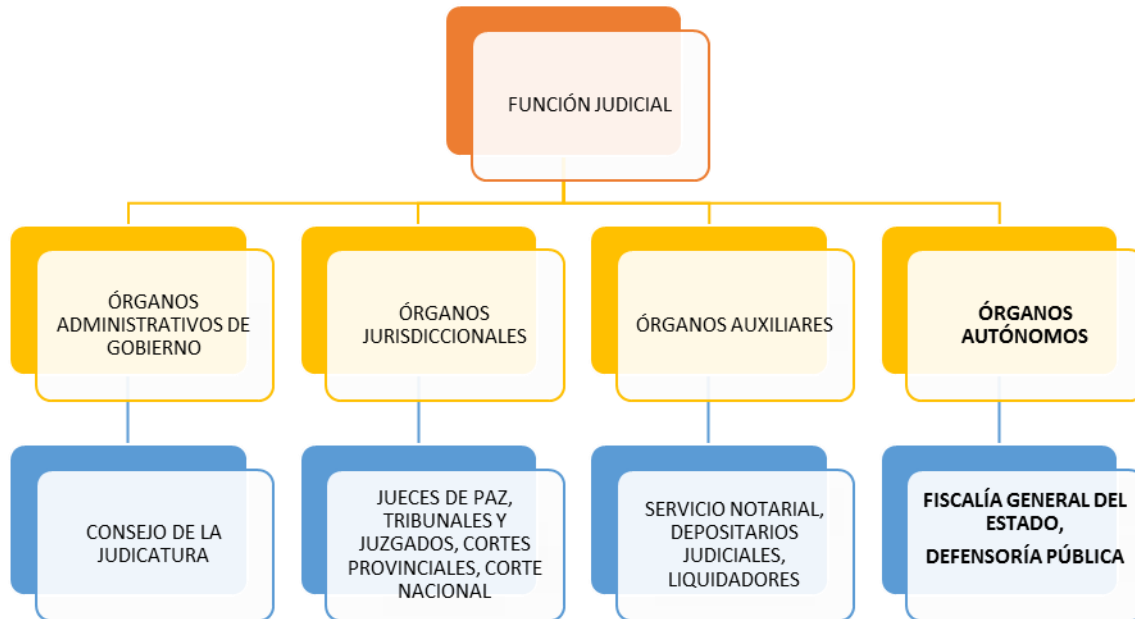 FUNCIÓN JUDICIAL
ÓRGANOS
ADMINISTRATIVOS DE
GOBIERNO
ÓRGANOS
JURISDICCIONALES
ÓRGANOS AUXILIARES
ÓRGANOS
AUTÓNOMOS
CONSEJO DE LA
JUDICATURA
JUECES DE PAZ,
TRIBUNALES Y
JUZGADOS, CORTES
PROVINCIALES, CORTE
NACIONAL
SERVICIO NOTARIAL,
DEPOSITARIOS
JUDICIALES,
LIQUIDADORES
FISCALÍA GENERAL DEL
ESTADO,
DEFENSORÍA PÚBLICA